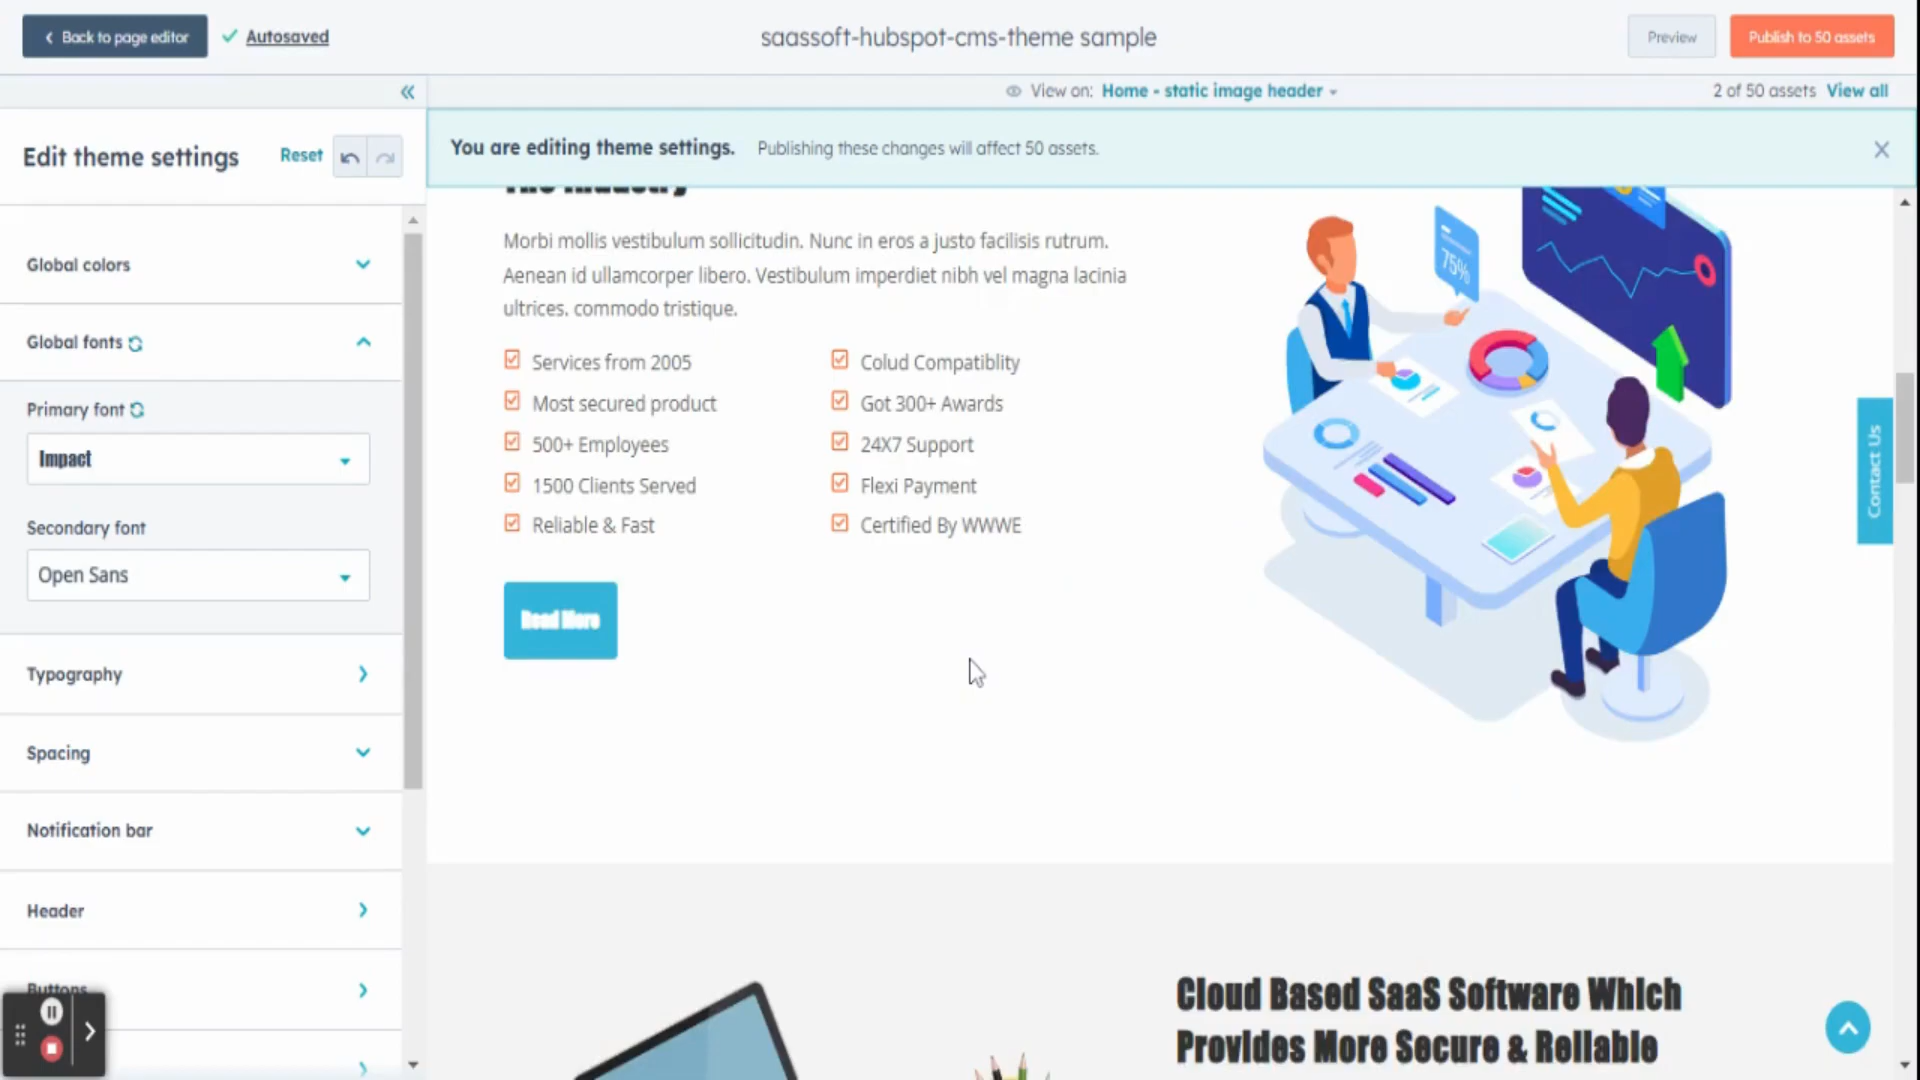 Back to page editor
Autosaved
saassoft-hubspot-cms-theme sample
Preview
Publish to 50 assets
View on: Home - static image header
2 of 50 assets View all
Edit theme settings
Reset
You are editing theme settings. Publishing these changes will affect 50 assets.
Global colors
Global fonts
Primary font
Impact
Secondary font
Open Sans
Typography
Spacing
Notification bar
Header
Buttons
The Industry
Morbi mollis vestibulum sollicitudin. Nunc in eros a justo facilisis rutrum.
Aenean id ullamcorper libero. Vestibulum imperdiet nibh vel magna lacinia
ultrices. commodo tristique.
Services from 2005
Most secured product
500+ Employees
1500 Clients Served
Reliable & Fast
Colud Compatiblity
Got 300+ Awards
24X7 Support
Flexi Payment
Certified By WWWE
Read More
75%
Contact Us
Cloud Based SaaS Software Which
Provides More Secure & Reliable